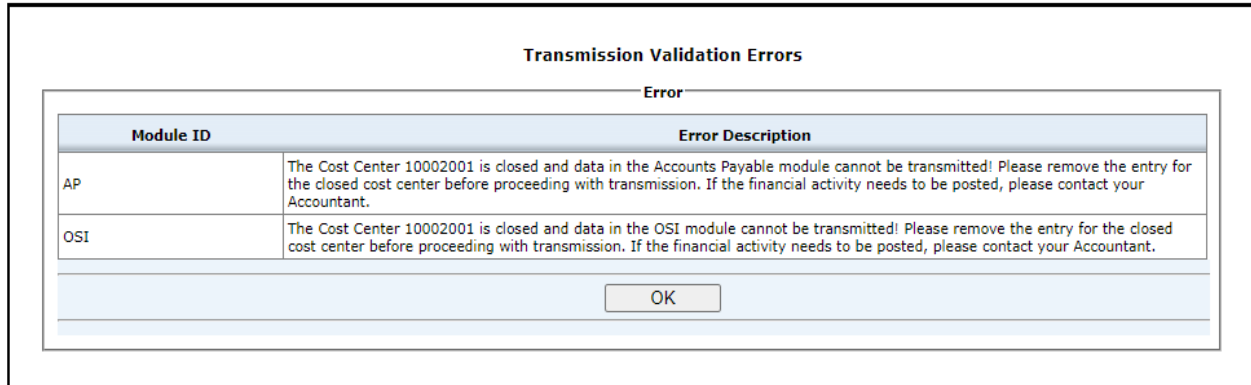 Transmission Validation Errors
Error
Module ID Error Description
AP
The Cost Center 10002001 is closed and data in the Accounts Payable module cannot be transmitted! Please remove the entry for
the closed cost center before proceeding with transmission. If the financial activity needs to be posted, please contact your
Accountant.
OSI
The Cost Center 10002001 is closed and data in the OSI module cannot be transmitted! Please remove the entry for the closed
cost center before proceeding with transmission. If the financial activity needs to be posted, please contact your Accountant.
OK